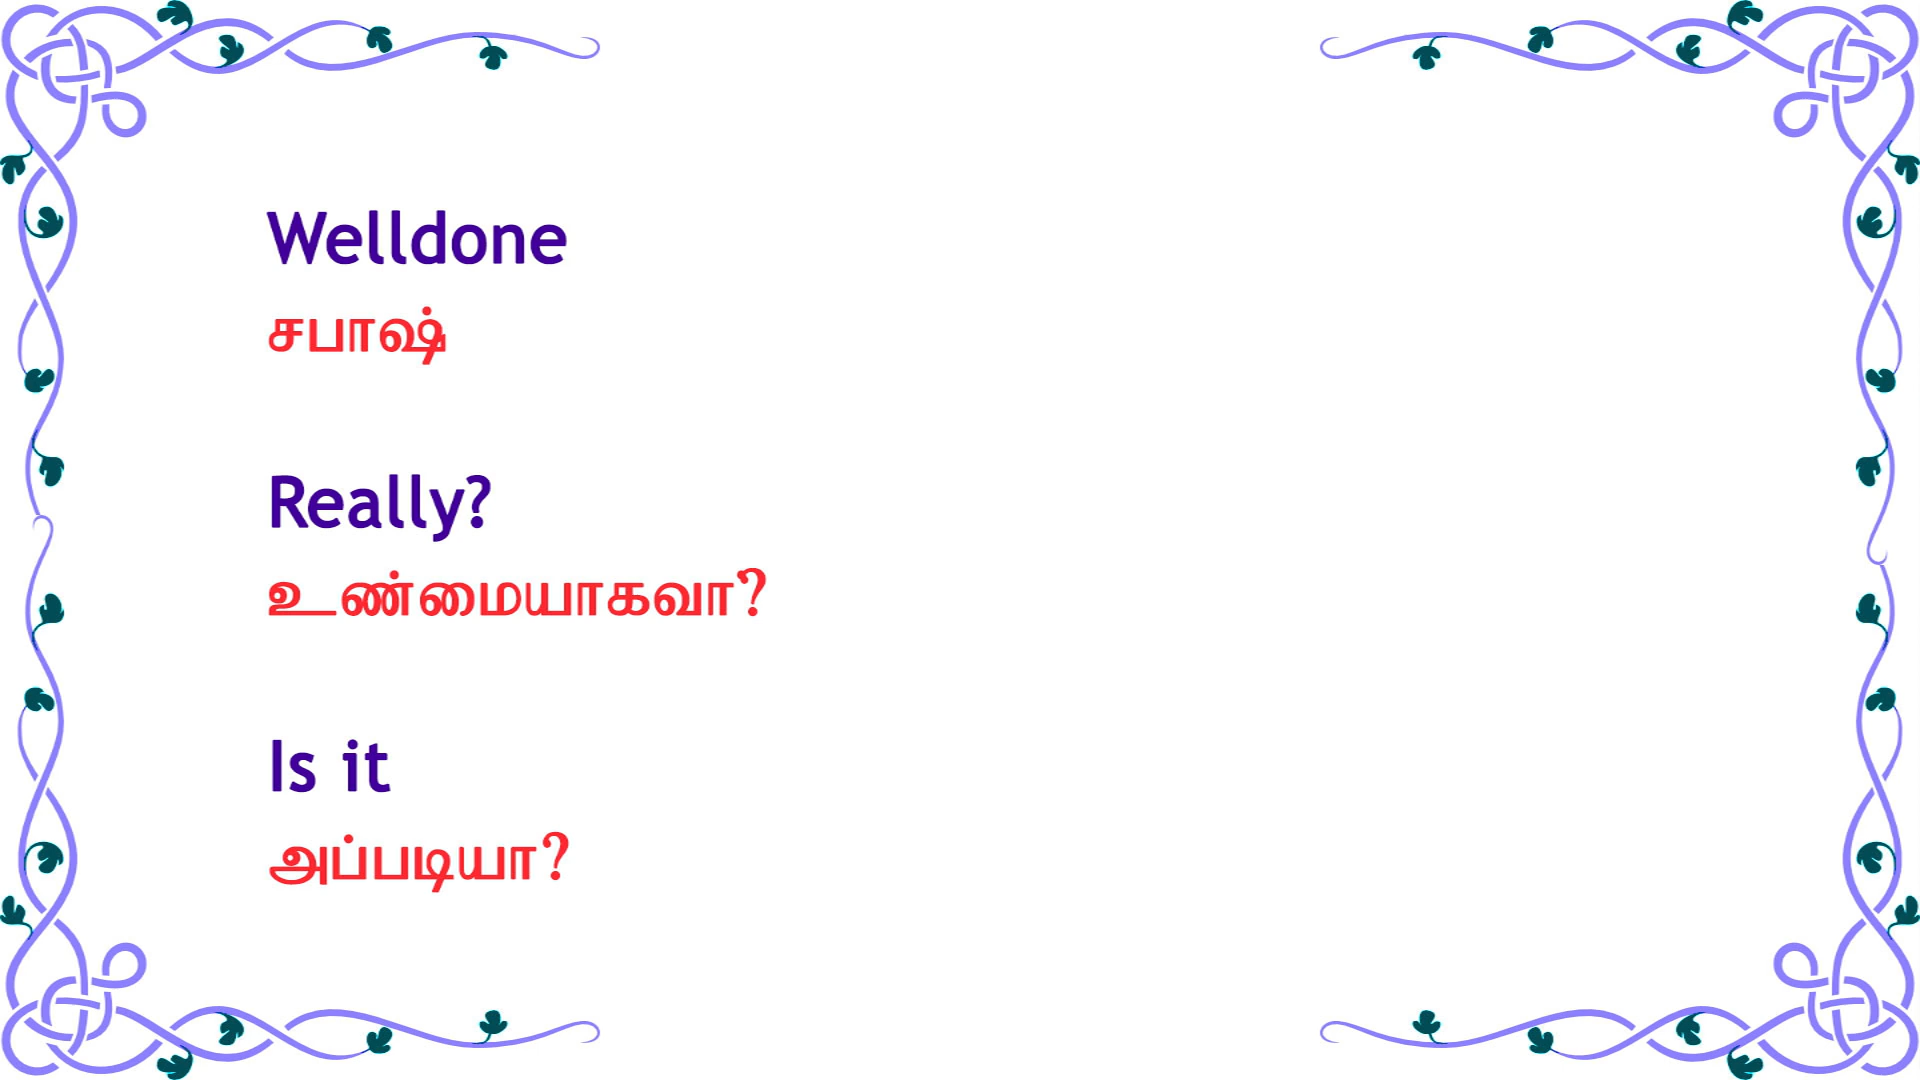 Welldone
சபாஷ்
Really?
உண்மையாகவா?
Is it
அப்படியா?